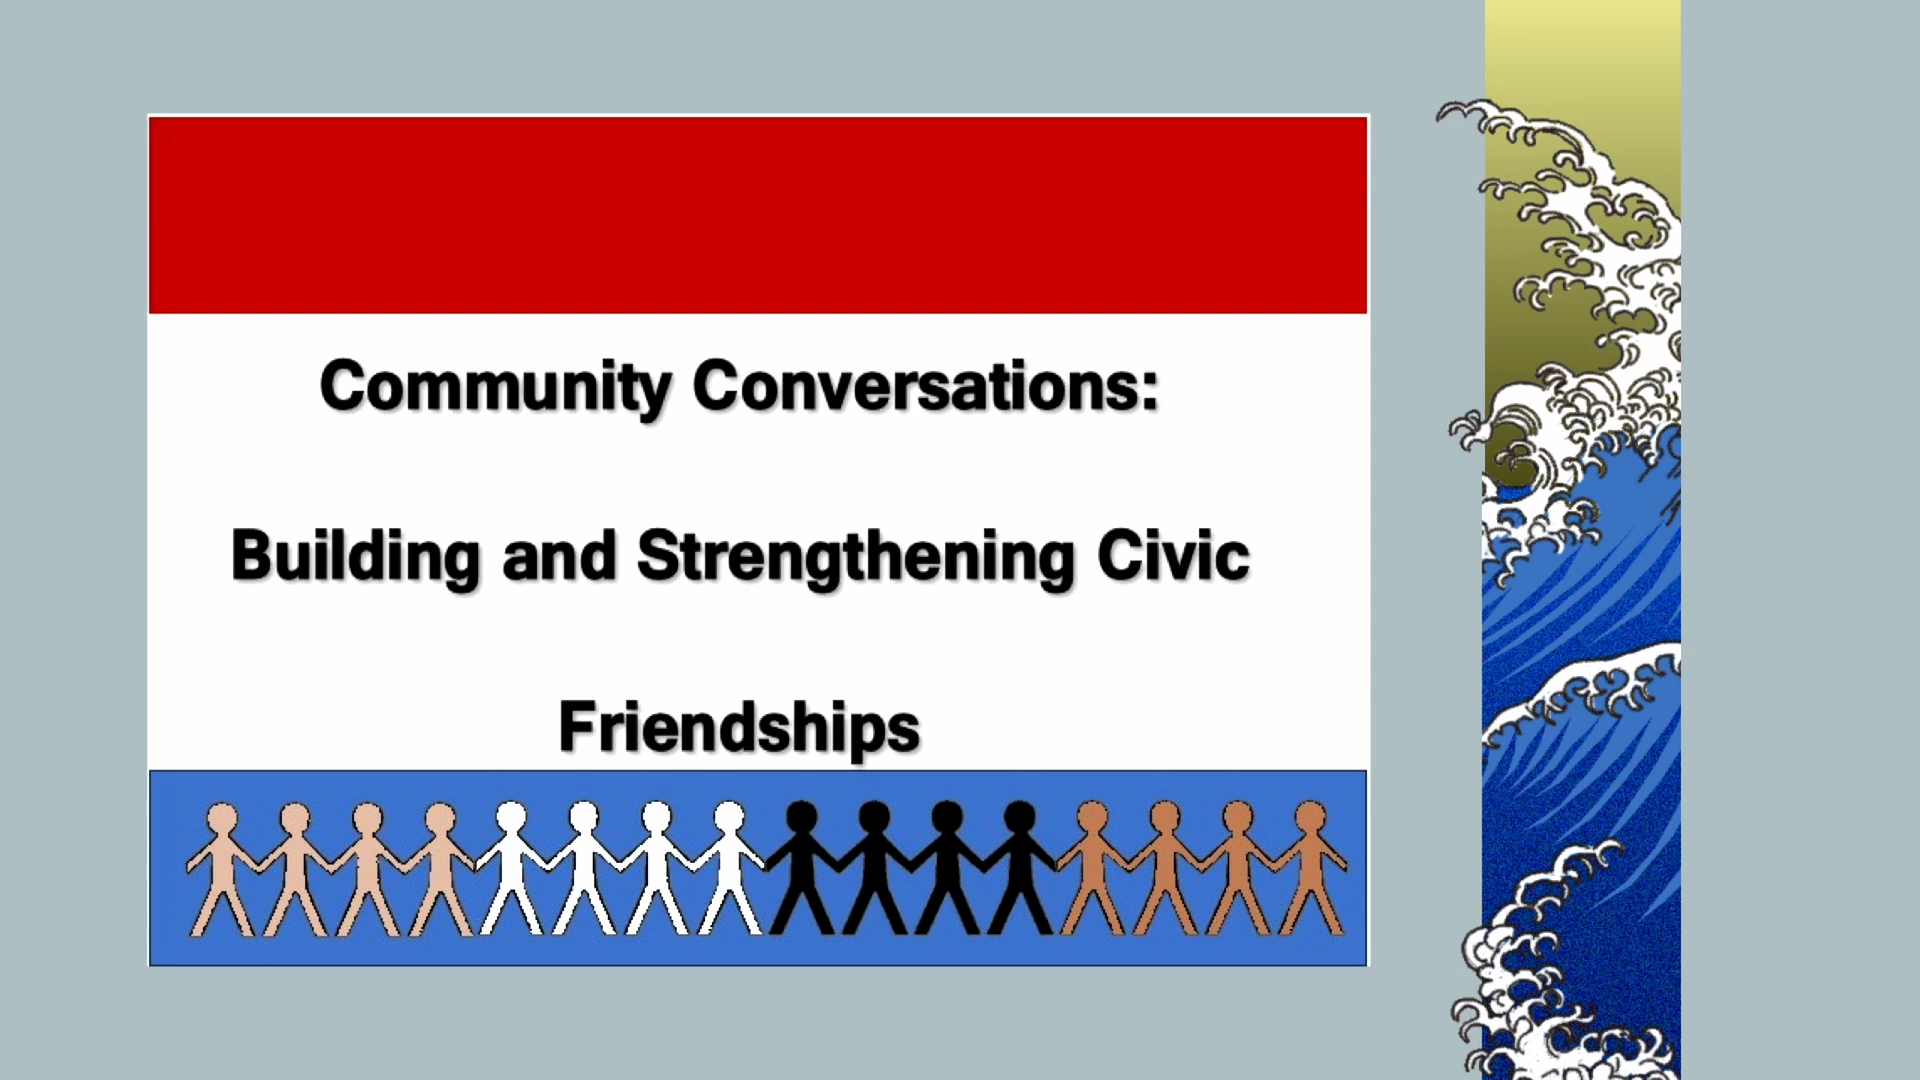 Community Conversations:
Building and Strengthening Civic
Friendships